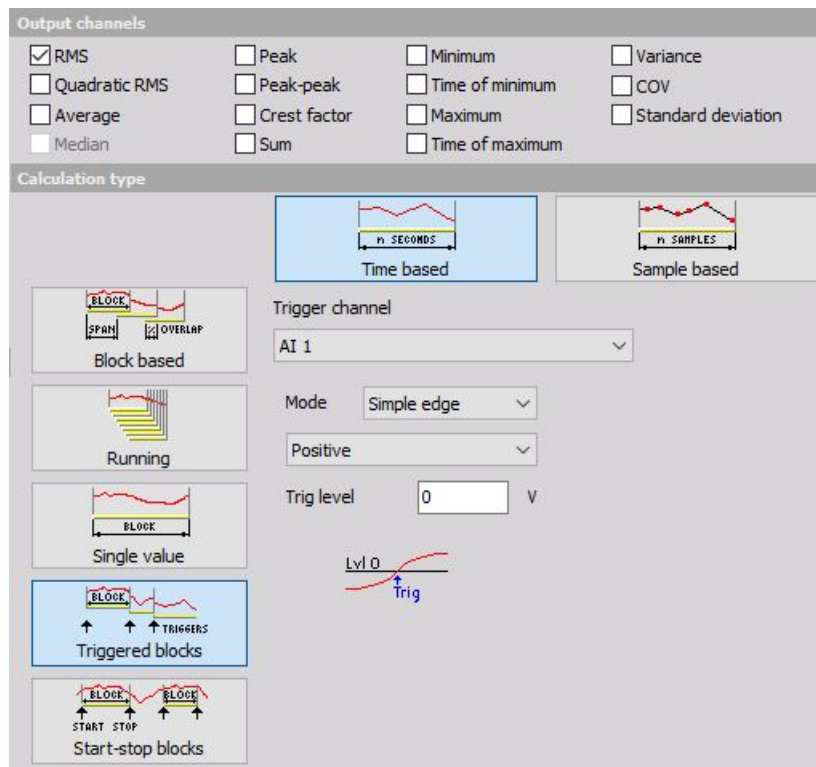 Output channels
RMS Peak Minimum Variance
Quadratic RMS Peak-peak Time of minimum COV
Average Crest factor Maximum Standard deviation
Median Sum Time of maximum
Calculation type
n SECONDS
Time based
n SAMPLES
Sample based
BLOCK
SPAN % OVERLAP
Block based
Running
BLOCK
Single value
BLOCK
TRIGGERS
Triggered blocks
BLOCK BLOCK
START STOP
Start-stop blocks
Trigger channel
AI 1
Mode Simple edge
Positive
Trig level 0 V
Lvl 0
Trig